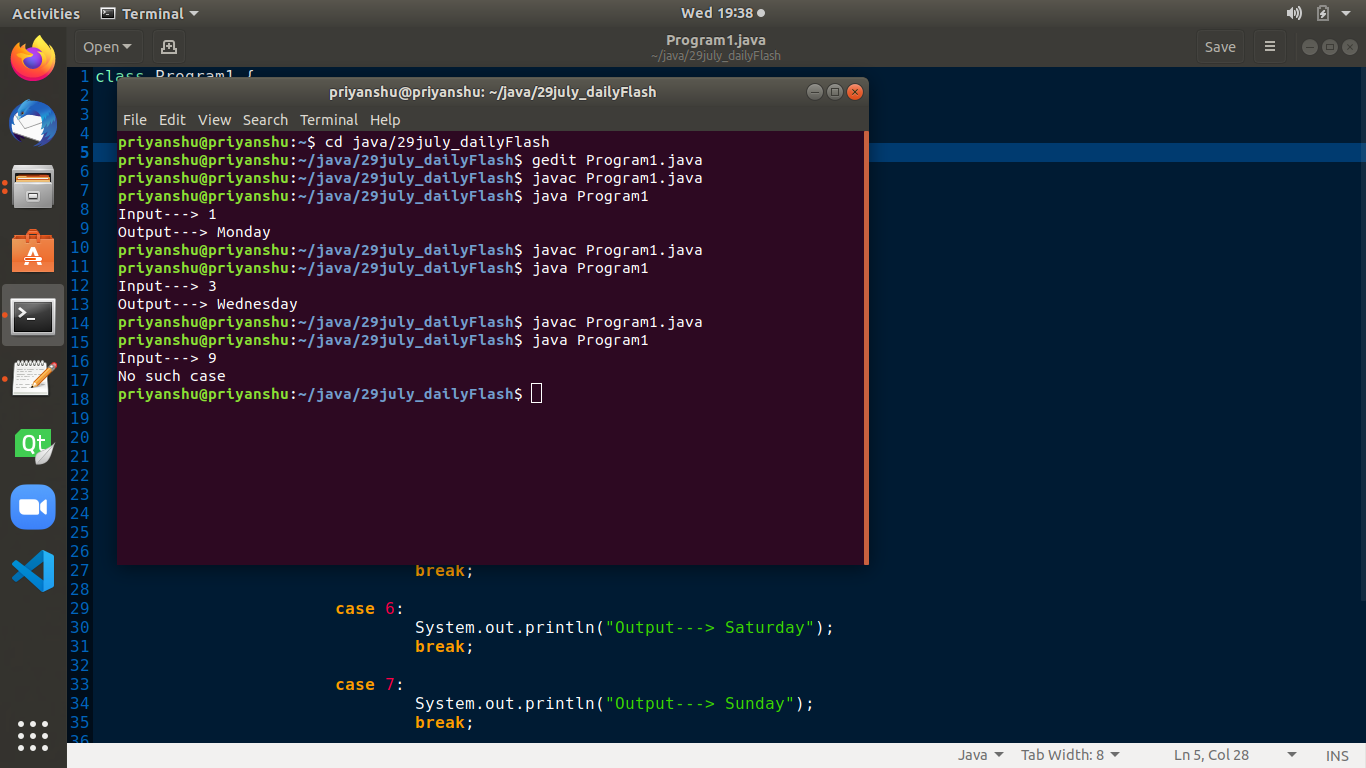 Activities Terminal Wed 19:38
Open Program1.java Save
~/java/29july_dailyFlash
1 class Program1 {
2
3
4
5
6
7
8
9
10
11
12
13
14
15
16
17
18
19
20
21
22
23
24
25
26
27 break;
28
29 case 6:
30 System.out.println("Output---> Saturday");
31 break;
32
33 case 7:
34 System.out.println("Output---> Sunday");
35 break;
36
priyanshu@priyanshu: ~/java/29july_dailyFlash
File Edit View Search Terminal Help
priyanshu@priyanshu:~$ cd java/29july_dailyFlash
priyanshu@priyanshu:~/java/29july_dailyFlash$ gedit Program1.java
priyanshu@priyanshu:~/java/29july_dailyFlash$ javac Program1.java
priyanshu@priyanshu:~/java/29july_dailyFlash$ java Program1
Input---> 1
Output---> Monday
priyanshu@priyanshu:~/java/29july_dailyFlash$ javac Program1.java
priyanshu@priyanshu:~/java/29july_dailyFlash$ java Program1
Input---> 3
Output---> Wednesday
priyanshu@priyanshu:~/java/29july_dailyFlash$ javac Program1.java
priyanshu@priyanshu:~/java/29july_dailyFlash$ java Program1
Input---> 9
No such case
priyanshu@priyanshu:~/java/29july_dailyFlash$
Qt
Java Tab Width: 8 Ln 5, Col 28 INS